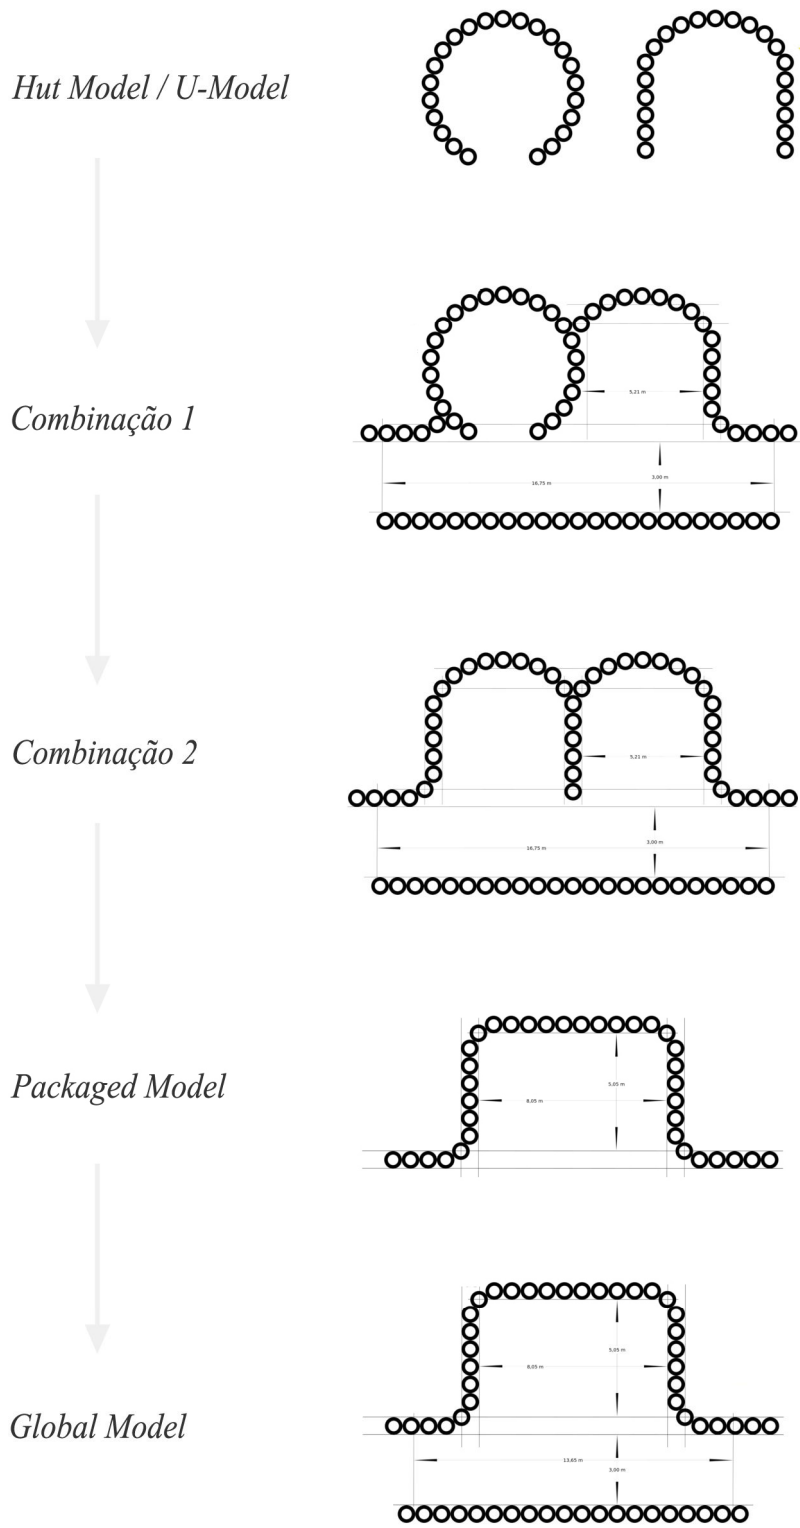 Hut Model / U-Model
Combinação 1
5,21 m
16,75 m
3,00 m
Combinação 2
5,21 m
16,75 m
3,00 m
Packaged Model
5,05 m
8,05 m
Global Model
5,05 m
8,05 m
13,65 m
3,00 m